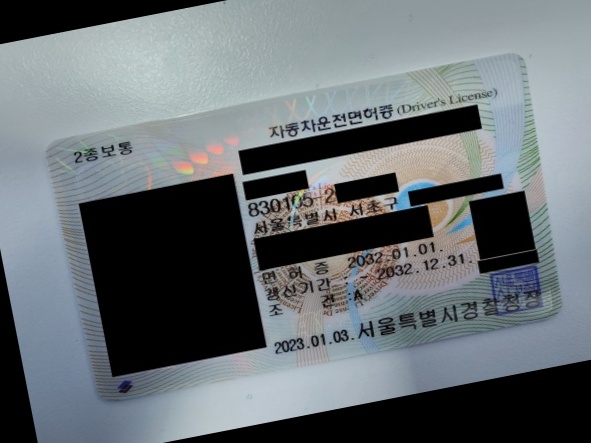 자동차운전면허증 (Driver's License)
2종보통
830105-2
서울특별시 서초구
면 허 증 2032.01.01.
갱신기간 : 2032.12.31.
조 건 :A
2023.01.03. 서울특별시경찰청장